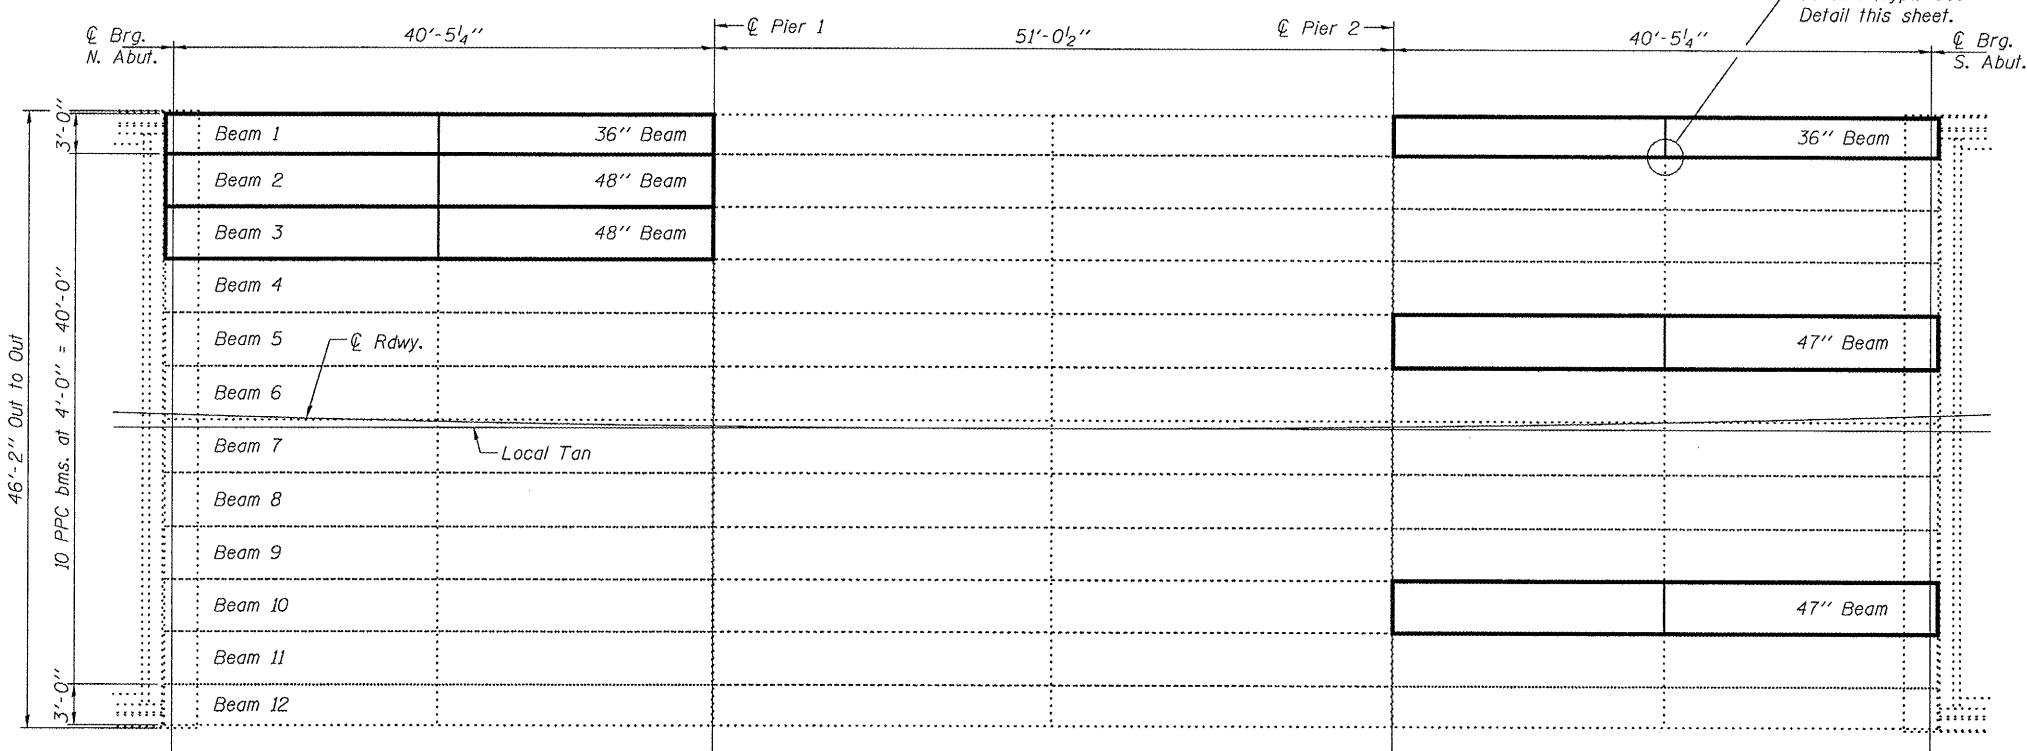 Detail this sheet.
℄ Brg.
N. Abut.
40'-5¼"
℄ Pier 1
51'-0½"
℄ Pier 2
40'-5¼"
℄ Brg.
S. Abut.
3'-0"
Beam 1
36" Beam
36" Beam
Beam 2
48" Beam
Beam 3
48" Beam
Beam 4
Beam 5
℄ Rdwy.
47" Beam
Beam 6
46'-2" Out to Out
10 PPC bms. at 4'-0" = 40'-0"
Beam 7
Local Tan
Beam 8
Beam 9
Beam 10
47" Beam
Beam 11
3'-0"
Beam 12